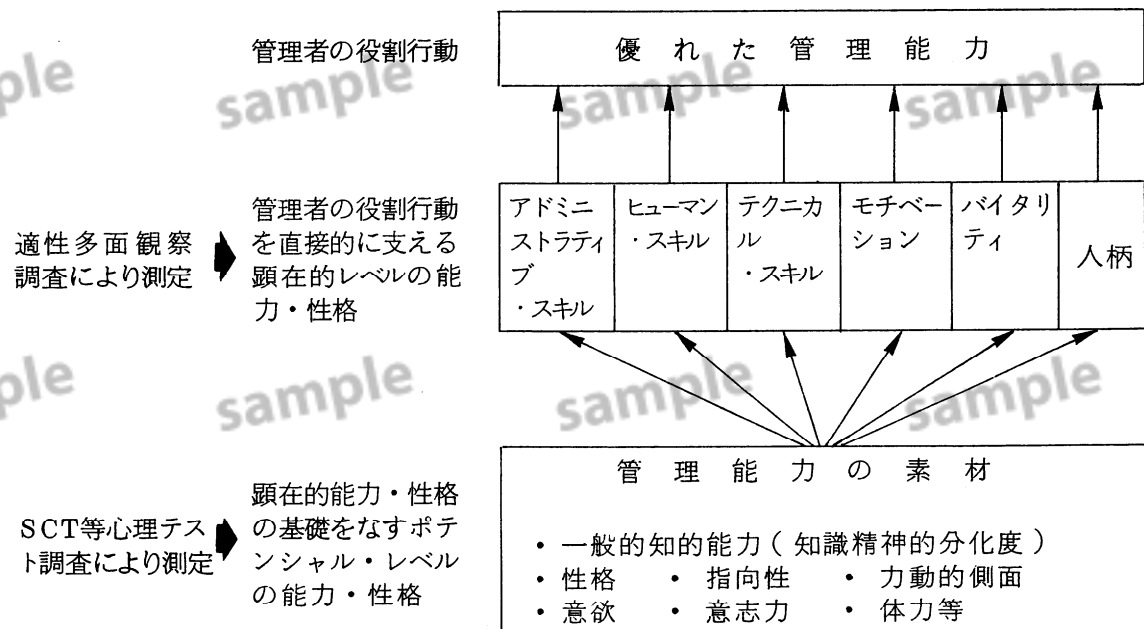 管理者の役割行動
優れた管理能力
sample
sample
sample
sample
適性多面観察
調査により測定
管理者の役割行動
を直接的に支える
顕在的レベルの能
力・性格
アドミニ
ストラティ
ブ
・スキル
ヒューマン
・スキル
テクニカ
ル
・スキル
モチベー
ション
バイタリ
ティ
人柄
ple
sample
sample
sample
SCT等心理テス
ト調査により測定
顕在的能力・性格
の基礎をなすポテ
ンシャル・レベル
の能力・性格
管理能力の素材
・一般的知的能力(知識精神的分化度)
・性格 ・指向性 ・力動的側面
・意欲 ・意志力 ・体力等